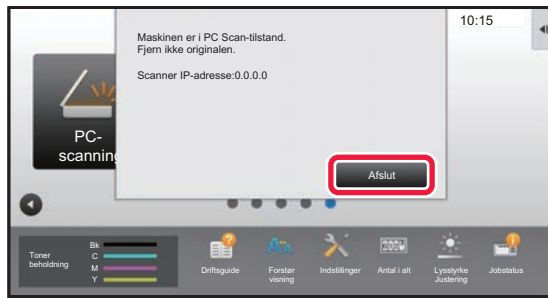 10:15
Maskinen er i PC Scan-tilstand.
Fjern ikke originalen.
Scanner IP-adresse:0.0.0.0
PC-
scanning
Afslut
Toner
beholdning
Bk
C
M
Y
Driftsguide
Forstør
visning
Indstillinger
Antal i alt
Lysstyrke
Justering
Jobstatus